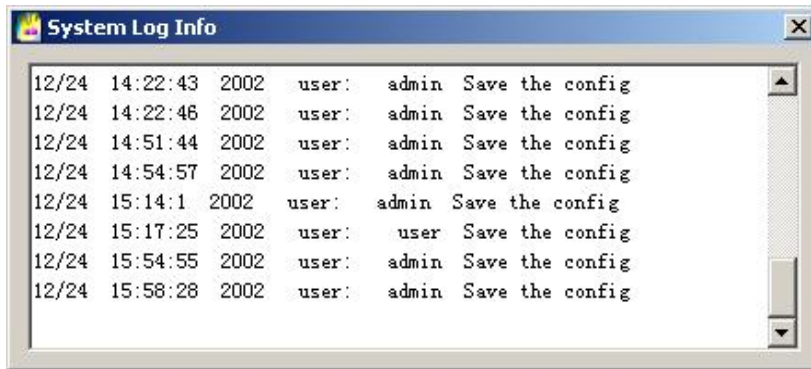 System Log Info
12/24 14:22:43 2002 user: admin Save the config
12/24 14:22:46 2002 user: admin Save the config
12/24 14:51:44 2002 user: admin Save the config
12/24 14:54:57 2002 user: admin Save the config
12/24 15:14:1 2002 user: admin Save the config
12/24 15:17:25 2002 user: user Save the config
12/24 15:54:55 2002 user: admin Save the config
12/24 15:58:28 2002 user: admin Save the config